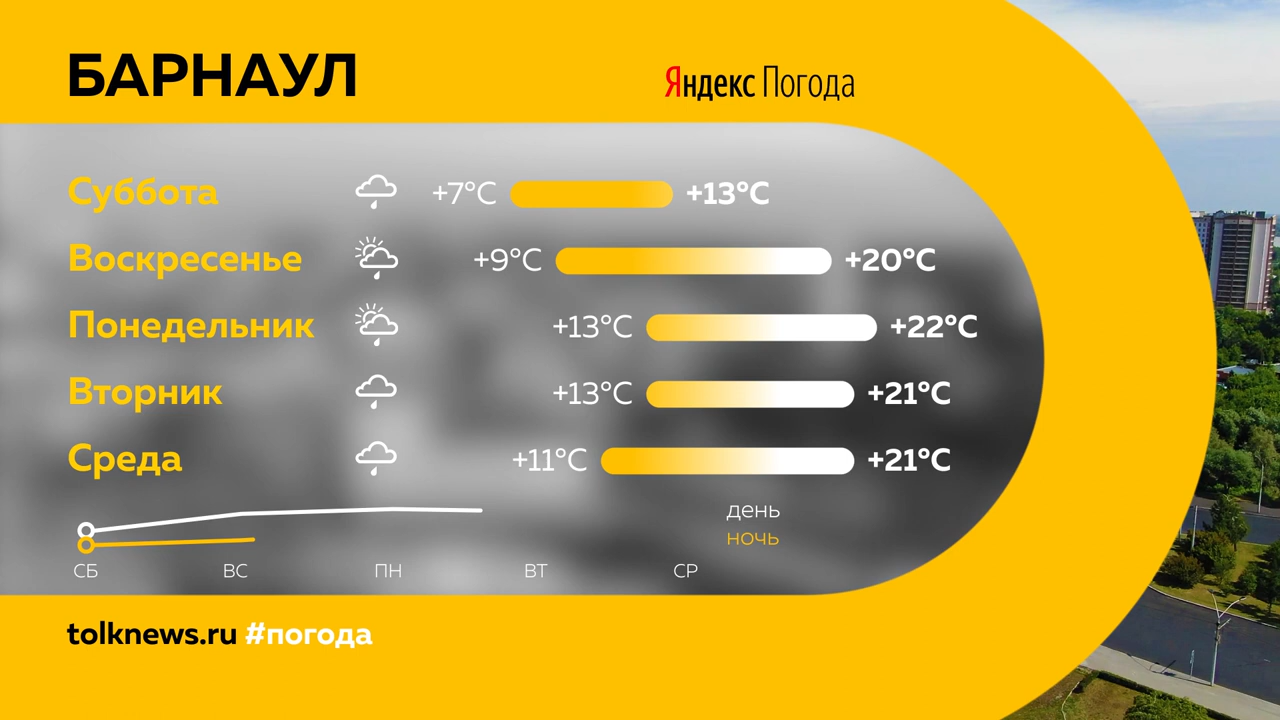 БАРНАУЛ
Яндекс Погода
Суббота +7°C +13°C
Воскресенье +9°C +20°C
Понедельник +13°C +22°C
Вторник +13°C +21°C
Среда +11°C +21°C
день
ночь
СБ ВС ПН ВТ СР
tolknews.ru #погода